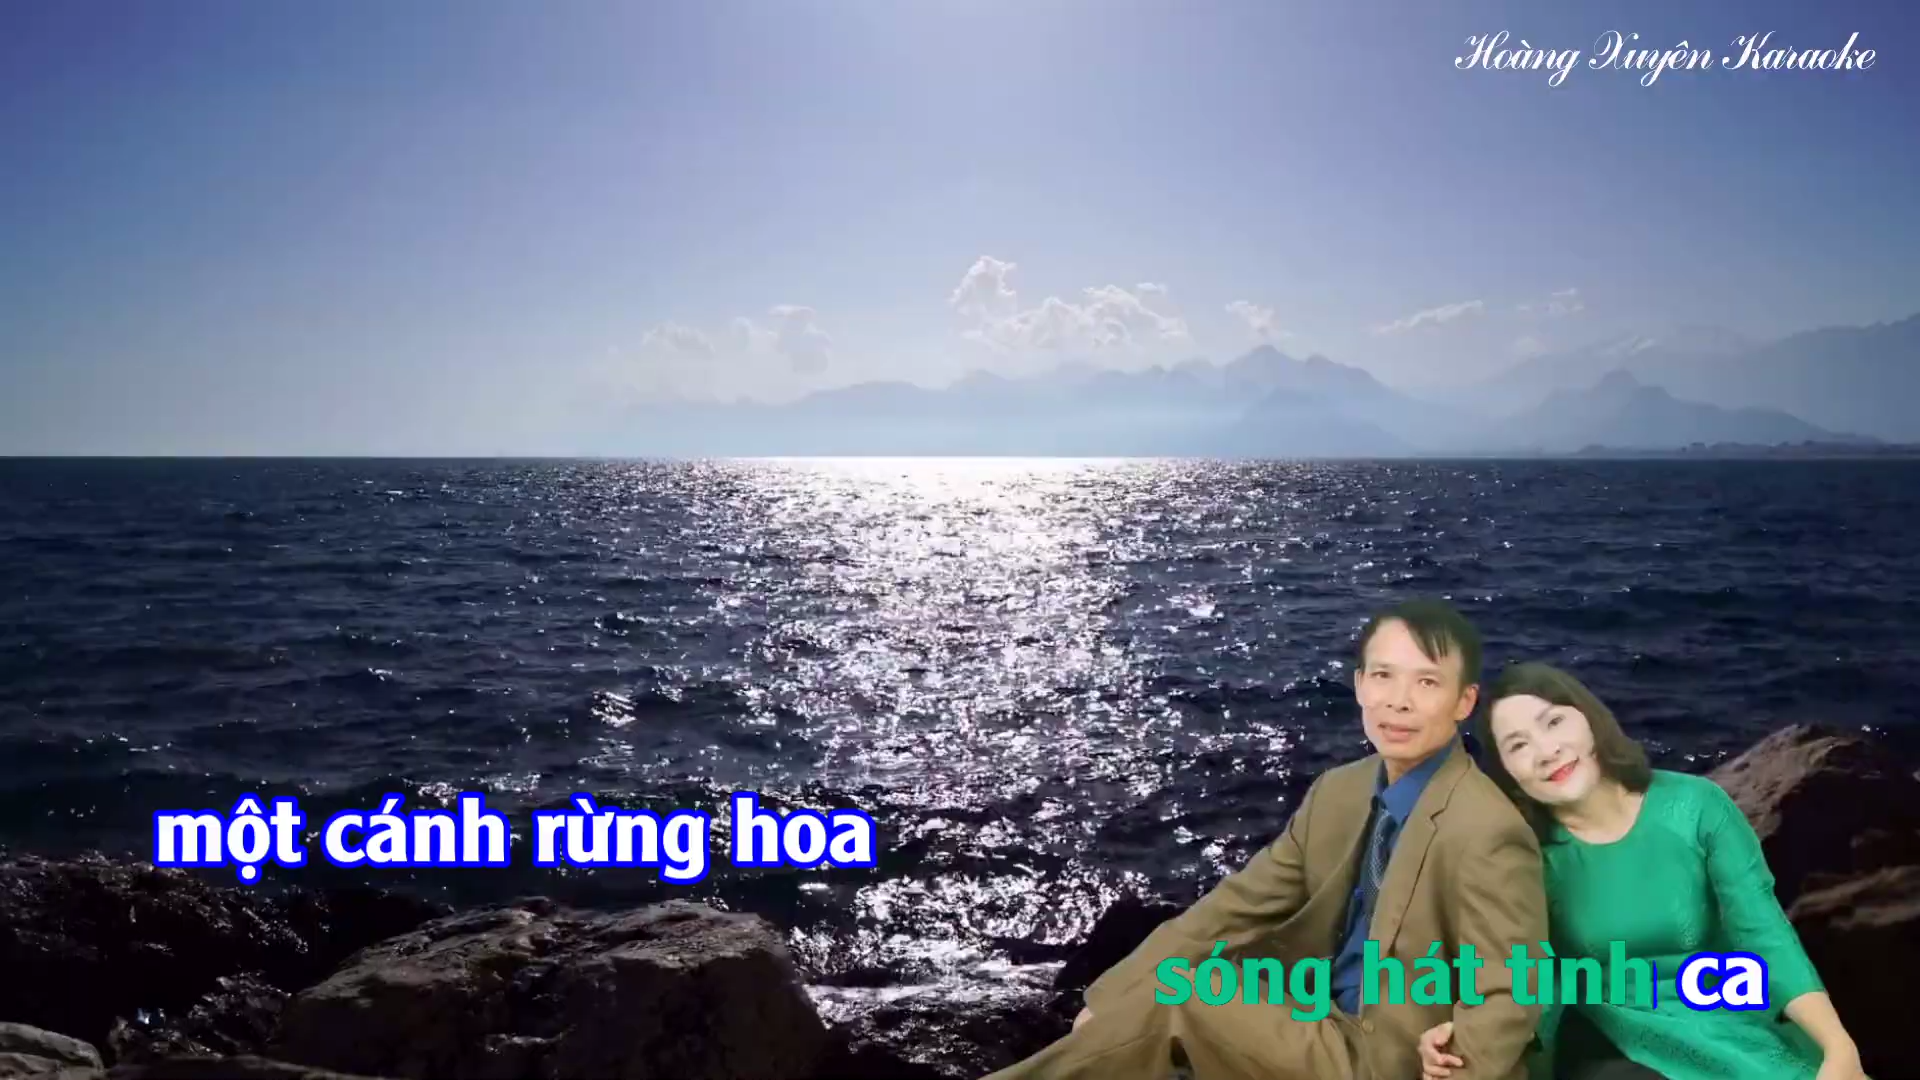 Hoàng Xuyên Karaoke
một cánh rừng hoa
sóng hát tình ca